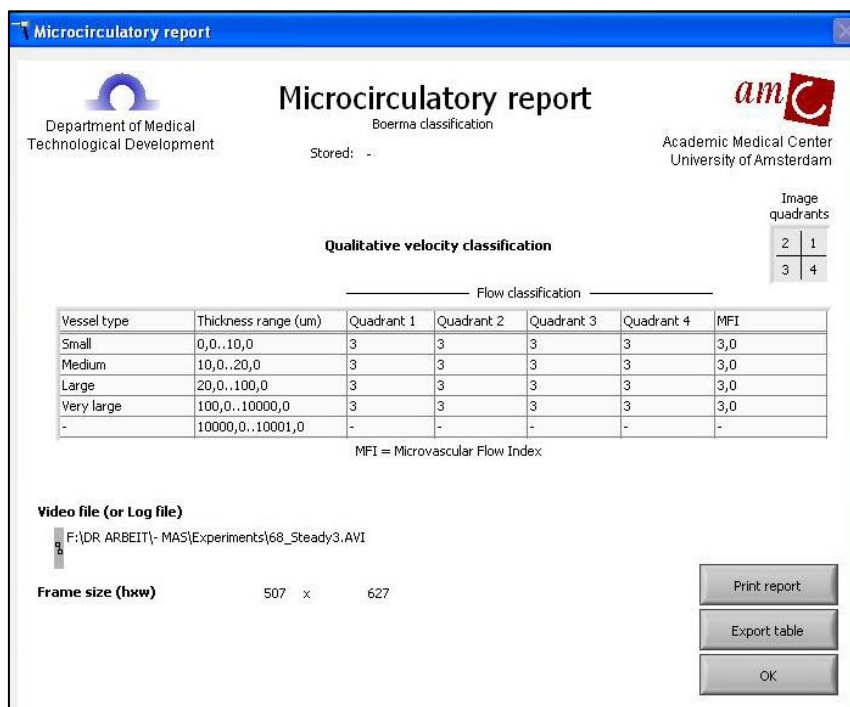 Microcirculatory report
Department of Medical
Technological Development
Microcirculatory report
Boerma classification
Stored: -
amC
Academic Medical Center
University of Amsterdam
Image
quadrants
2 1
3 4
Qualitative velocity classification
Flow classification
Vessel type Thickness range (um) Quadrant 1 Quadrant 2 Quadrant 3 Quadrant 4 MFI
Small 0,0..10,0 3 3 3 3 3,0
Medium 10,0..20,0 3 3 3 3 3,0
Large 20,0..100,0 3 3 3 3 3,0
Very large 100,0..10000,0 3 3 3 3 3,0
- 10000,0..10001,0 - - - - -
MFI = Microvascular Flow Index
Video file (or Log file)
F:\DR ARBEIT\- MAS\Experiments\68_Steady3.AVI
Frame size (hxw) 507 x 627
Print report
Export table
OK